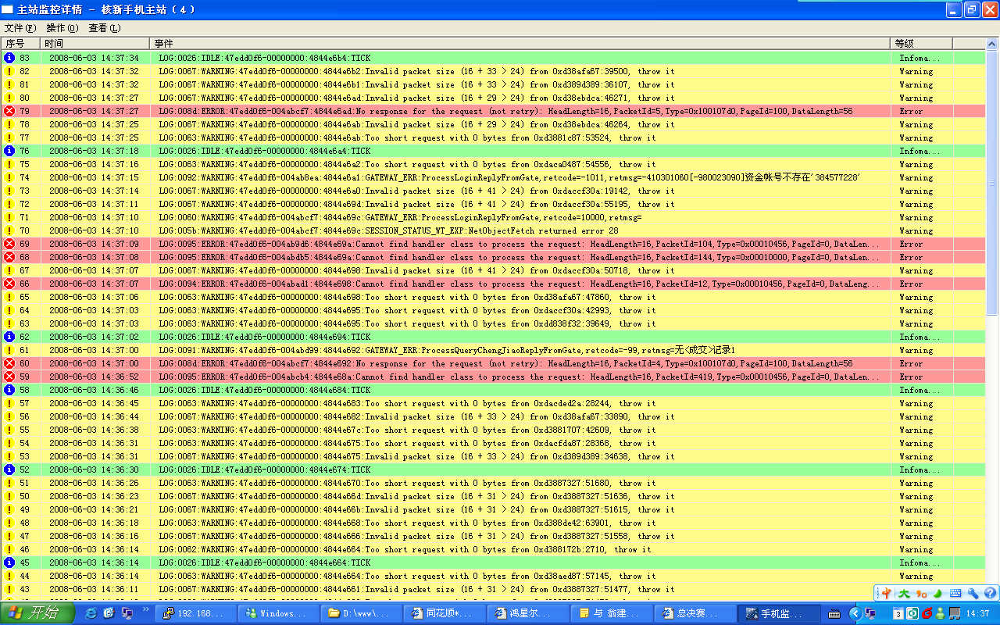 主站监控详情 - 核新手机主站（4）
文件(F) 操作(O) 查看(L)
序号 时间 事件 等级
83 2008-06-03 14:37:34 LOG:0026:IDLE:47edd0f6-00000000:4844e6b4:TICK Infoma...
82 2008-06-03 14:37:32 LOG:0067:WARNING:47edd0f6-00000000:4844e6b2:Invalid packet size (16 + 33 > 24) from 0xd38afa67:39500, throw it Warning
81 2008-06-03 14:37:32 LOG:0067:WARNING:47edd0f6-00000000:4844e6b1:Invalid packet size (16 + 33 > 24) from 0xd389d389:36107, throw it Warning
80 2008-06-03 14:37:27 LOG:0067:WARNING:47edd0f6-00000000:4844e6ad:Invalid packet size (16 + 29 > 24) from 0xd38ebdca:46271, throw it Warning
79 2008-06-03 14:37:27 LOG:008d:ERROR:47edd0f6-004abcf7:4844e6ad:No response for the request (not retry): HeadLength=16,PacketId=5,Type=0x100107d0,PageId=100,DataLength=56 Error
78 2008-06-03 14:37:25 LOG:0067:WARNING:47edd0f6-00000000:4844e6ab:Invalid packet size (16 + 29 > 24) from 0xd38ebdca:46264, throw it Warning
77 2008-06-03 14:37:25 LOG:0063:WARNING:47edd0f6-00000000:4844e6ab:Too short request with 0 bytes from 0xd3881c87:53524, throw it Warning
76 2008-06-03 14:37:18 LOG:0026:IDLE:47edd0f6-00000000:4844e6a4:TICK Infoma...
75 2008-06-03 14:37:16 LOG:0063:WARNING:47edd0f6-00000000:4844e6a2:Too short request with 0 bytes from 0xdaca0487:54556, throw it Warning
74 2008-06-03 14:37:15 LOG:0092:WARNING:47edd0f6-004ab8ea:4844e6a1:GATEWAY_ERR:ProcessLoginReplyFromGate,retcode=-1011,retmsg=-410301060[-980023090]资金帐号不存在'384577228' Warning
73 2008-06-03 14:37:14 LOG:0067:WARNING:47edd0f6-00000000:4844e6a0:Invalid packet size (16 + 41 > 24) from 0xdaccf30a:19142, throw it Warning
72 2008-06-03 14:37:11 LOG:0067:WARNING:47edd0f6-00000000:4844e69d:Invalid packet size (16 + 41 > 24) from 0xdaccf30a:55195, throw it Warning
71 2008-06-03 14:37:10 LOG:0060:WARNING:47edd0f6-004abcf7:4844e69c:GATEWAY_ERR:ProcessLoginReplyFromGate,retcode=10000,retmsg= Warning
70 2008-06-03 14:37:10 LOG:005b:WARNING:47edd0f6-004abcf7:4844e69c:SESSION_STATUS_WT_EXP:NetObjectFetch returned error 28 Warning
69 2008-06-03 14:37:09 LOG:0095:ERROR:47edd0f6-004ab9d6:4844e69a:Cannot find handler class to process the request: HeadLength=16,PacketId=104,Type=0x00010456,PageId=0,DataLen... Error
68 2008-06-03 14:37:08 LOG:0095:ERROR:47edd0f6-004abdb5:4844e69a:Cannot find handler class to process the request: HeadLength=16,PacketId=144,Type=0x00010000,PageId=0,DataLen... Error
67 2008-06-03 14:37:07 LOG:0067:WARNING:47edd0f6-00000000:4844e698:Invalid packet size (16 + 41 > 24) from 0xdaccf30a:50718, throw it Warning
66 2008-06-03 14:37:07 LOG:0094:ERROR:47edd0f6-004abad1:4844e698:Cannot find handler class to process the request: HeadLength=16,PacketId=12,Type=0x00010456,PageId=0,DataLeng... Error
65 2008-06-03 14:37:06 LOG:0063:WARNING:47edd0f6-00000000:4844e698:Too short request with 0 bytes from 0xd38afa67:47860, throw it Warning
64 2008-06-03 14:37:03 LOG:0063:WARNING:47edd0f6-00000000:4844e695:Too short request with 0 bytes from 0xdaccf30a:42993, throw it Warning
63 2008-06-03 14:37:03 LOG:0063:WARNING:47edd0f6-00000000:4844e695:Too short request with 0 bytes from 0xdd838f32:39649, throw it Warning
62 2008-06-03 14:37:02 LOG:0026:IDLE:47edd0f6-00000000:4844e694:TICK Infoma...
61 2008-06-03 14:37:00 LOG:0091:WARNING:47edd0f6-004abd99:4844e692:GATEWAY_ERR:ProcessQueryChengJiaoReplyFromGate,retcode=-99,retmsg=无<成交>记录1 Warning
60 2008-06-03 14:37:00 LOG:008d:ERROR:47edd0f6-004abcf7:4844e692:No response for the request (not retry): HeadLength=16,PacketId=4,Type=0x100107d0,PageId=100,DataLength=56 Error
59 2008-06-03 14:36:52 LOG:0095:ERROR:47edd0f6-004abcb4:4844e68a:Cannot find handler class to process the request: HeadLength=16,PacketId=419,Type=0x00010456,PageId=0,DataLen... Error
58 2008-06-03 14:36:46 LOG:0026:IDLE:47edd0f6-00000000:4844e684:TICK Infoma...
57 2008-06-03 14:36:45 LOG:0063:WARNING:47edd0f6-00000000:4844e683:Too short request with 0 bytes from 0xdacded2a:28244, throw it Warning
56 2008-06-03 14:36:44 LOG:0067:WARNING:47edd0f6-00000000:4844e682:Invalid packet size (16 + 33 > 24) from 0xd38afa67:33890, throw it Warning
55 2008-06-03 14:36:38 LOG:0063:WARNING:47edd0f6-00000000:4844e67c:Too short request with 0 bytes from 0xd3881707:42609, throw it Warning
54 2008-06-03 14:36:31 LOG:0063:WARNING:47edd0f6-00000000:4844e675:Too short request with 0 bytes from 0xdacfda87:28368, throw it Warning
53 2008-06-03 14:36:31 LOG:0067:WARNING:47edd0f6-00000000:4844e675:Invalid packet size (16 + 33 > 24) from 0xd389d389:34638, throw it Warning
52 2008-06-03 14:36:30 LOG:0026:IDLE:47edd0f6-00000000:4844e674:TICK Infoma...
51 2008-06-03 14:36:26 LOG:0063:WARNING:47edd0f6-00000000:4844e670:Too short request with 0 bytes from 0xd3887327:51680, throw it Warning
50 2008-06-03 14:36:23 LOG:0067:WARNING:47edd0f6-00000000:4844e66d:Invalid packet size (16 + 31 > 24) from 0xd3887327:51636, throw it Warning
49 2008-06-03 14:36:21 LOG:0067:WARNING:47edd0f6-00000000:4844e66b:Invalid packet size (16 + 31 > 24) from 0xd3887327:51615, throw it Warning
48 2008-06-03 14:36:18 LOG:0063:WARNING:47edd0f6-00000000:4844e668:Too short request with 0 bytes from 0xd388de42:63901, throw it Warning
47 2008-06-03 14:36:16 LOG:0067:WARNING:47edd0f6-00000000:4844e666:Invalid packet size (16 + 31 > 24) from 0xd3887327:51558, throw it Warning
46 2008-06-03 14:36:14 LOG:0062:WARNING:47edd0f6-00000000:4844e664:Too short request with 0 bytes from 0xd388172b:2710, throw it Warning
45 2008-06-03 14:36:14 LOG:0026:IDLE:47edd0f6-00000000:4844e664:TICK Infoma...
44 2008-06-03 14:36:14 LOG:0063:WARNING:47edd0f6-00000000:4844e664:Too short request with 0 bytes from 0xd38aed87:57145, throw it Warning
43 2008-06-03 14:36:11 LOG:0067:WARNING:47edd0f6-00000000:4844e661:Invalid packet size (16 + 31 > 24) from 0xd3887327:51477, throw it Warning
中 大
开始 192.168... Windows... D:\www\... 同花顺*... 鸿星尔... 与 翁建... 总决赛... 手机监... 3 14:37